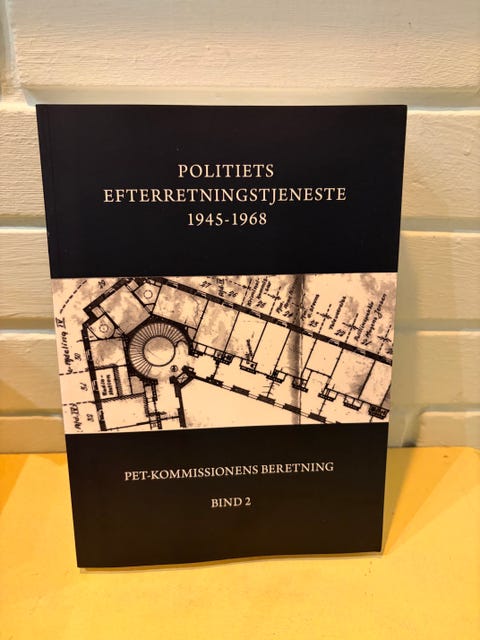 POLITIETS
EFTERRETNINGSTJENESTE
1945-1968
PET-KOMMISSIONENS BERETNING
BIND 2